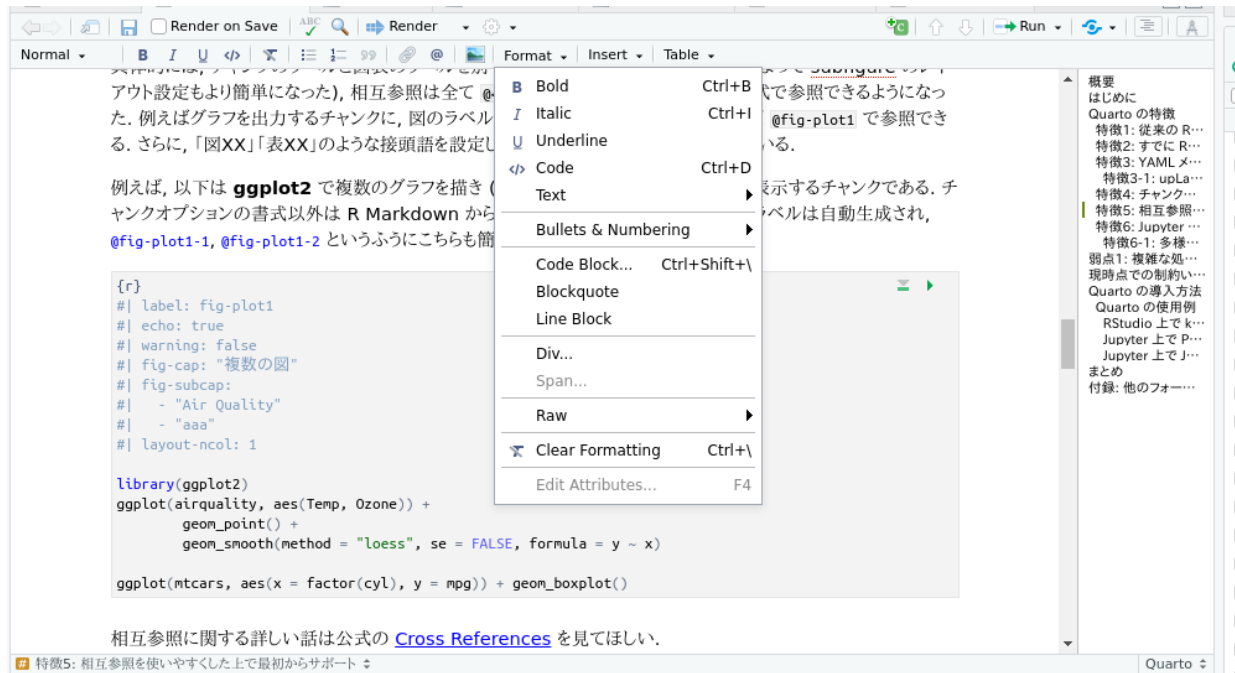 Render on Save ABC Render Run
Normal B I U </> 99 @ Format Insert Table
アウト設定もより簡単になった), 相互参照は全て 式で参照できるようになっ
た. 例えばグラフを出力するチャンクに, 図のラベル @fig-plot1 で参照でき
る. さらに, 「図XX」「表XX」のような接頭語を設定し いる.
例えば, 以下は ggplot2 で複数のグラフを描き ( 表示するチャンクである. チ
ャンクオプションの書式以外は R Markdown から ラベルは自動生成され,
@fig-plot1-1, @fig-plot1-2 というふうにこちらも簡
{r}
#| label: fig-plot1
#| echo: true
#| warning: false
#| fig-cap: "複数の図"
#| fig-subcap:
#|   - "Air Quality"
#|   - "aaa"
#| layout-ncol: 1
library(ggplot2)
ggplot(airquality, aes(Temp, Ozone)) +
geom_point() +
geom_smooth(method = "loess", se = FALSE, formula = y ~ x)
ggplot(mtcars, aes(x = factor(cyl), y = mpg)) + geom_boxplot()
相互参照に関する詳しい話は公式の Cross References を見てほしい.
B Bold Ctrl+B
I Italic Ctrl+I
U Underline
</> Code Ctrl+D
Text
Bullets & Numbering
Code Block... Ctrl+Shift+\
Blockquote
Line Block
Div...
Span...
Raw
Clear Formatting Ctrl+\
Edit Attributes... F4
概要
はじめに
Quarto の特徴
特徴1: 従来の R…
特徴2: すでに R…
特徴3: YAML メ…
特徴3-1: upLa…
特徴4: チャンク…
特徴5: 相互参照…
特徴6: Jupyter …
特徴6-1: 多様…
弱点1: 複雑な処…
現時点での制約い…
Quarto の導入方法
Quarto の使用例
RStudio 上で k…
Jupyter 上で P…
Jupyter 上で J…
まとめ
付録: 他のフォー…
# 特徴5: 相互参照を使いやすくした上で最初からサポート
Quarto